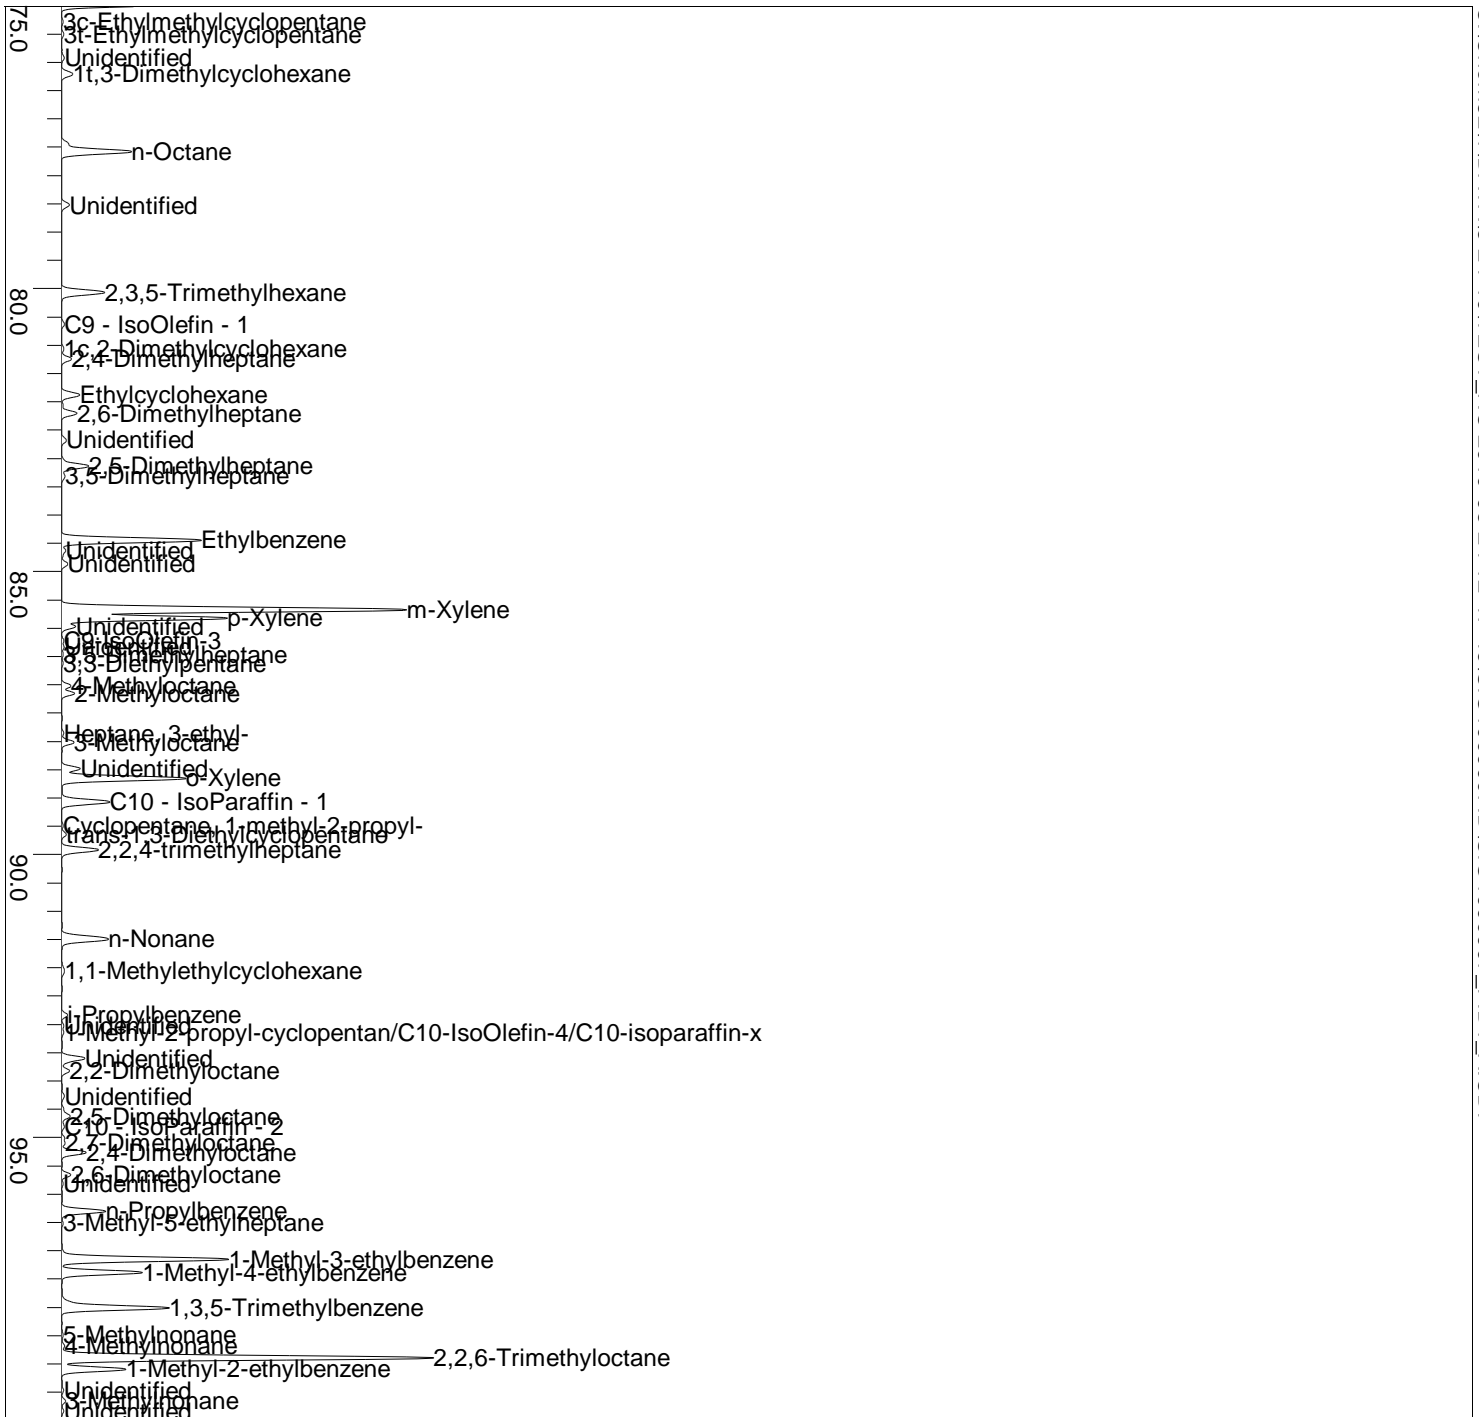 75.0
3c-Ethylmethylcyclopentane
3t-Ethylmethylcyclopentane
Unidentified
1t,3-Dimethylcyclohexane
n-Octane
Unidentified
80.0
2,3,5-Trimethylhexane
C9 - IsoOlefin - 1
1c,2-Dimethylcyclohexane
2,4-Dimethylheptane
Ethylcyclohexane
2,6-Dimethylheptane
Unidentified
2,5-Dimethylheptane
3,5-Dimethylheptane
Ethylbenzene
Unidentified
Unidentified
85.0
m-Xylene
p-Xylene
Unidentified
C9-IsoOlefin-3
Unidentified
3,3-Diethylpentane
4-Methyloctane
2-Methyloctane
Heptane, 3-ethyl-
3-Methyloctane
Unidentified
o-Xylene
C10 - IsoParaffin - 1
Cyclopentane, 1-methyl-2-propyl-
trans-1,3-Diethylcyclopentane
2,2,4-trimethylheptane
90.0
n-Nonane
1,1-Methylethylcyclohexane
i-Propylbenzene
Unidentified
1-Methyl-2-propyl-cyclopentan/C10-IsoOlefin-4/C10-isoparaffin-x
Unidentified
2,2-Dimethyloctane
Unidentified
2,5-Dimethyloctane
C10 - IsoParaffin - 2
2,7-Dimethyloctane
95.0
2,4-Dimethyloctane
2,6-Dimethyloctane
Unidentified
n-Propylbenzene
3-Methyl-5-ethylheptane
1-Methyl-3-ethylbenzene
1-Methyl-4-ethylbenzene
1,3,5-Trimethylbenzene
5-Methylnonane
4-Methylnonane
2,2,6-Trimethyloctane
1-Methyl-2-ethylbenzene
Unidentified
3-Methylnonane
Unidentified